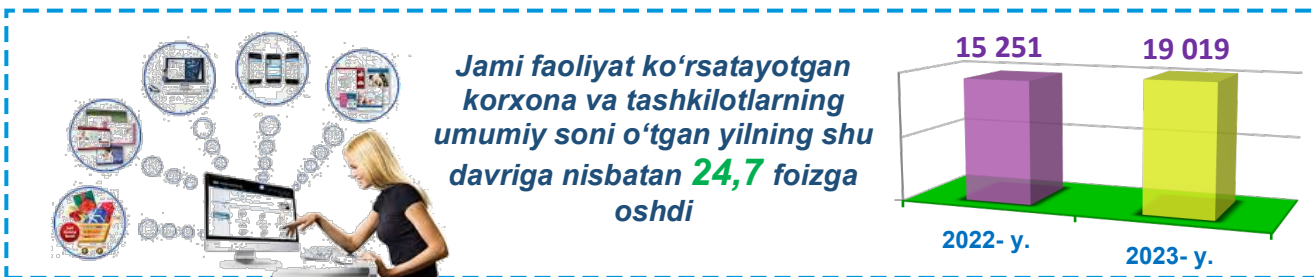 Jami faoliyat ko‘rsatayotgan
korxona va tashkilotlarning
umumiy soni o‘tgan yilning shu
davriga nisbatan 24,7 foizga
oshdi
15 251
19 019
2022- y.
2023- y.